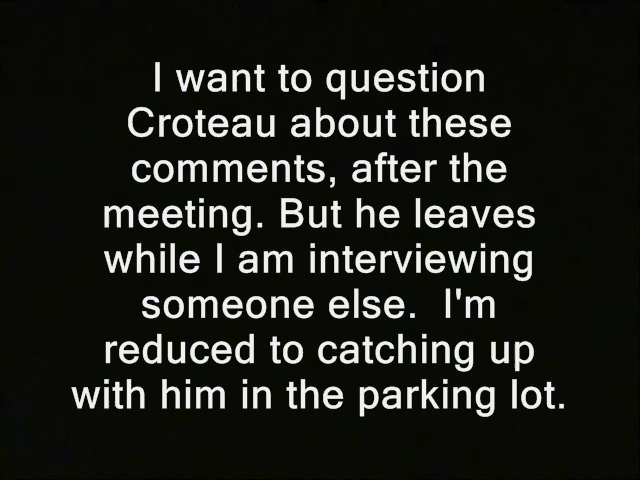 I want to question
Croteau about these
comments, after the
meeting. But he leaves
while I am interviewing
someone else.  I'm
reduced to catching up
with him in the parking lot.